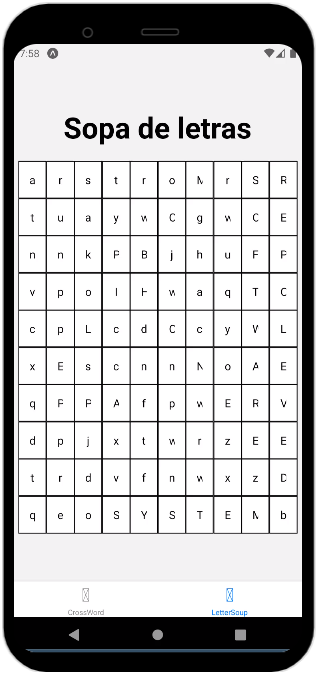 7:58
Sopa de letras
a r s t r o M r S R
t u a y w O g w O E
n n k P B j h u F P
v p o I H w a q T O
c p L c d O c y W L
x E s c n n N o A E
q P P A f p w E R V
d p j x t w r z E E
t r d v f n w x z D
q e o S Y S T E M b
CrossWord LetterSoup